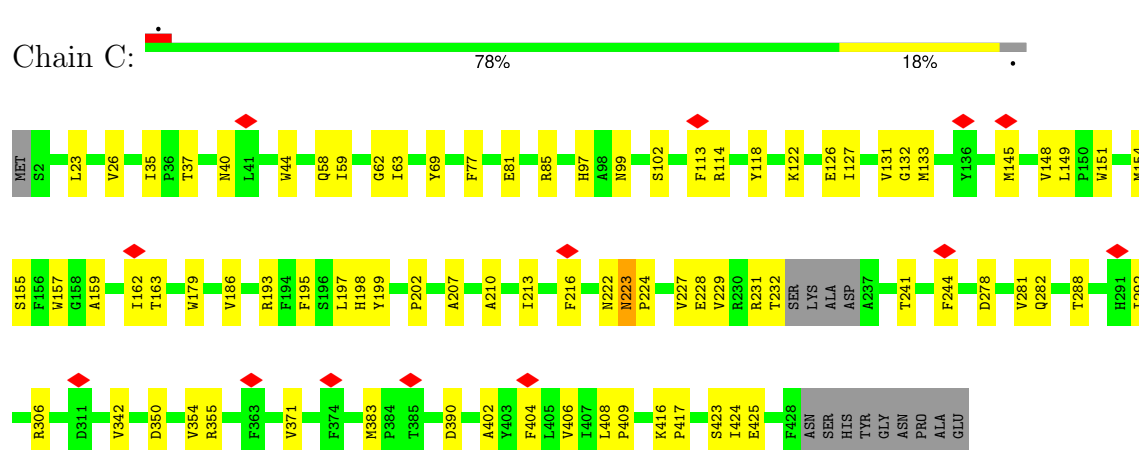 Chain C:
78% 18%
MET S2 L23 V26 I35 P36 T37 N40 L41 W44 Q58 I59 G62 I63 Y69 F77 E81 R85 H97 A98 N99 S102 F113 R114 Y118 K122 E126 I127 V131 G132 M133 Y136 M145 V148 L149 P150 W151 M154
S155 F156 W157 G158 A159 I162 T163 W179 V186 R193 F194 F195 S196 L197 H198 Y199 P202 A207 A210 I213 F216 N222 N223 P224 V227 E228 V229 R230 R231 T232 SER LYS ALA ASP A237 T241 F244 D278 V281 Q282 T288 H291
R306 D311 V342 D350 V354 R355 F363 V371 F374 M383 P384 T385 D390 A402 Y403 F404 L405 V406 I407 L408 P409 K416 P417 S423 I424 E425 F428 ASN SER HIS TYR GLY ASN PRO ALA GLU